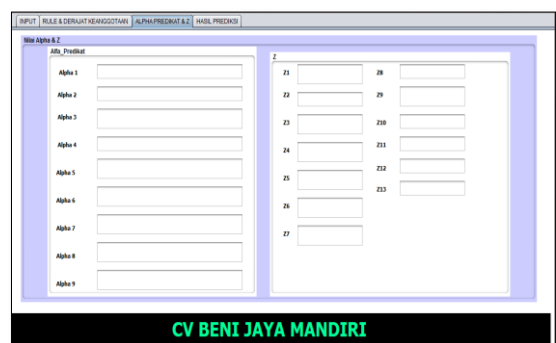 INPUT RULE & DERAJAT KEANGGOTAAN ALPHA PREDIKAT & Z HASIL PREDIKSI
Nilai Alpha & Z
Alfa_Predikat
Alpha 1
Alpha 2
Alpha 3
Alpha 4
Alpha 5
Alpha 6
Alpha 7
Alpha 8
Alpha 9
Z
Z1
Z2
Z3
Z4
Z5
Z6
Z7
Z8
Z9
Z10
Z11
Z12
Z13
CV BENI JAYA MANDIRI